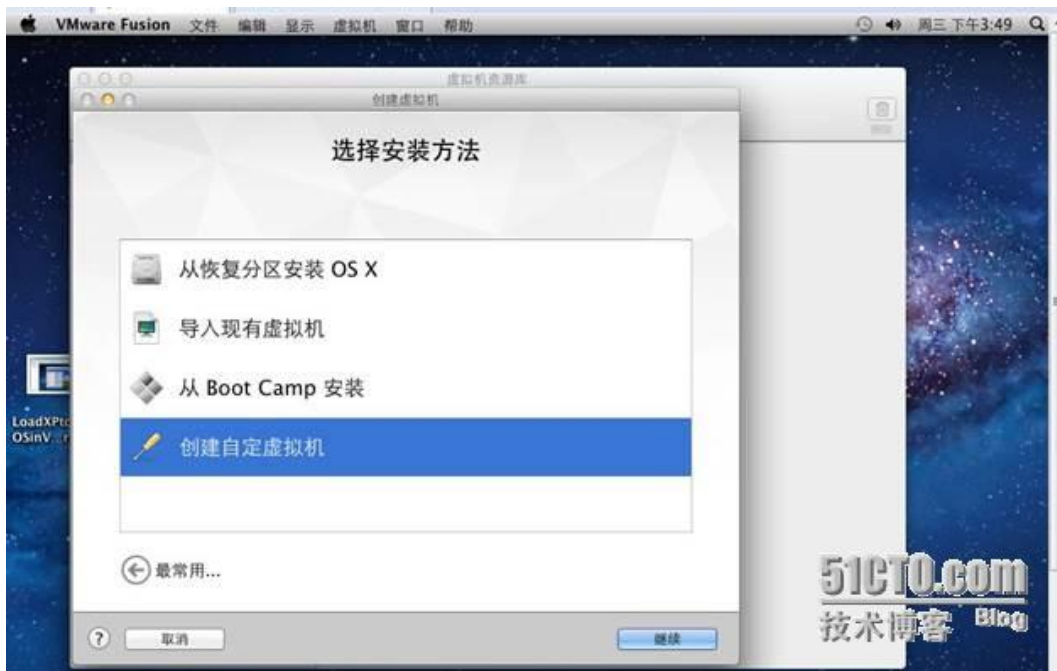 VMware Fusion 文件 编辑 显示 虚拟机 窗口 帮助 周三 下午3:49
虚拟机资源库
创建虚拟机
选择安装方法
从恢复分区安装 OS X
导入现有虚拟机
从 Boot Camp 安装
创建自定虚拟机
最常用...
? 取消 继续
LoadXPto
OSinV...r
51CTO.com
技术博客 Blog